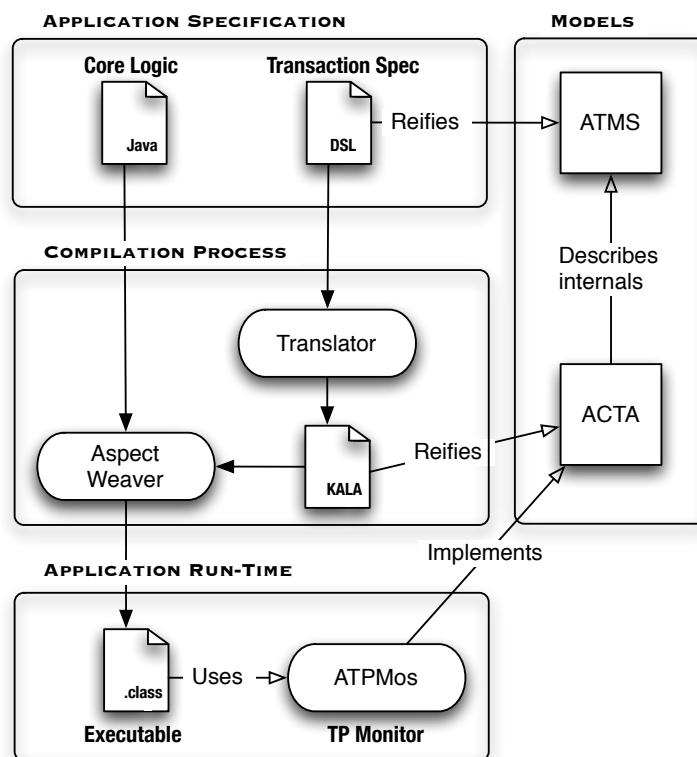 APPLICATION SPECIFICATION
MODELS
Core Logic
Transaction Spec
Java
DSL
Reifies
ATMS
Describes
internals
COMPILATION PROCESS
Translator
ACTA
Aspect
Weaver
KALA
Reifies
Implements
APPLICATION RUN-TIME
.class
Uses
ATPMos
Executable
TP Monitor